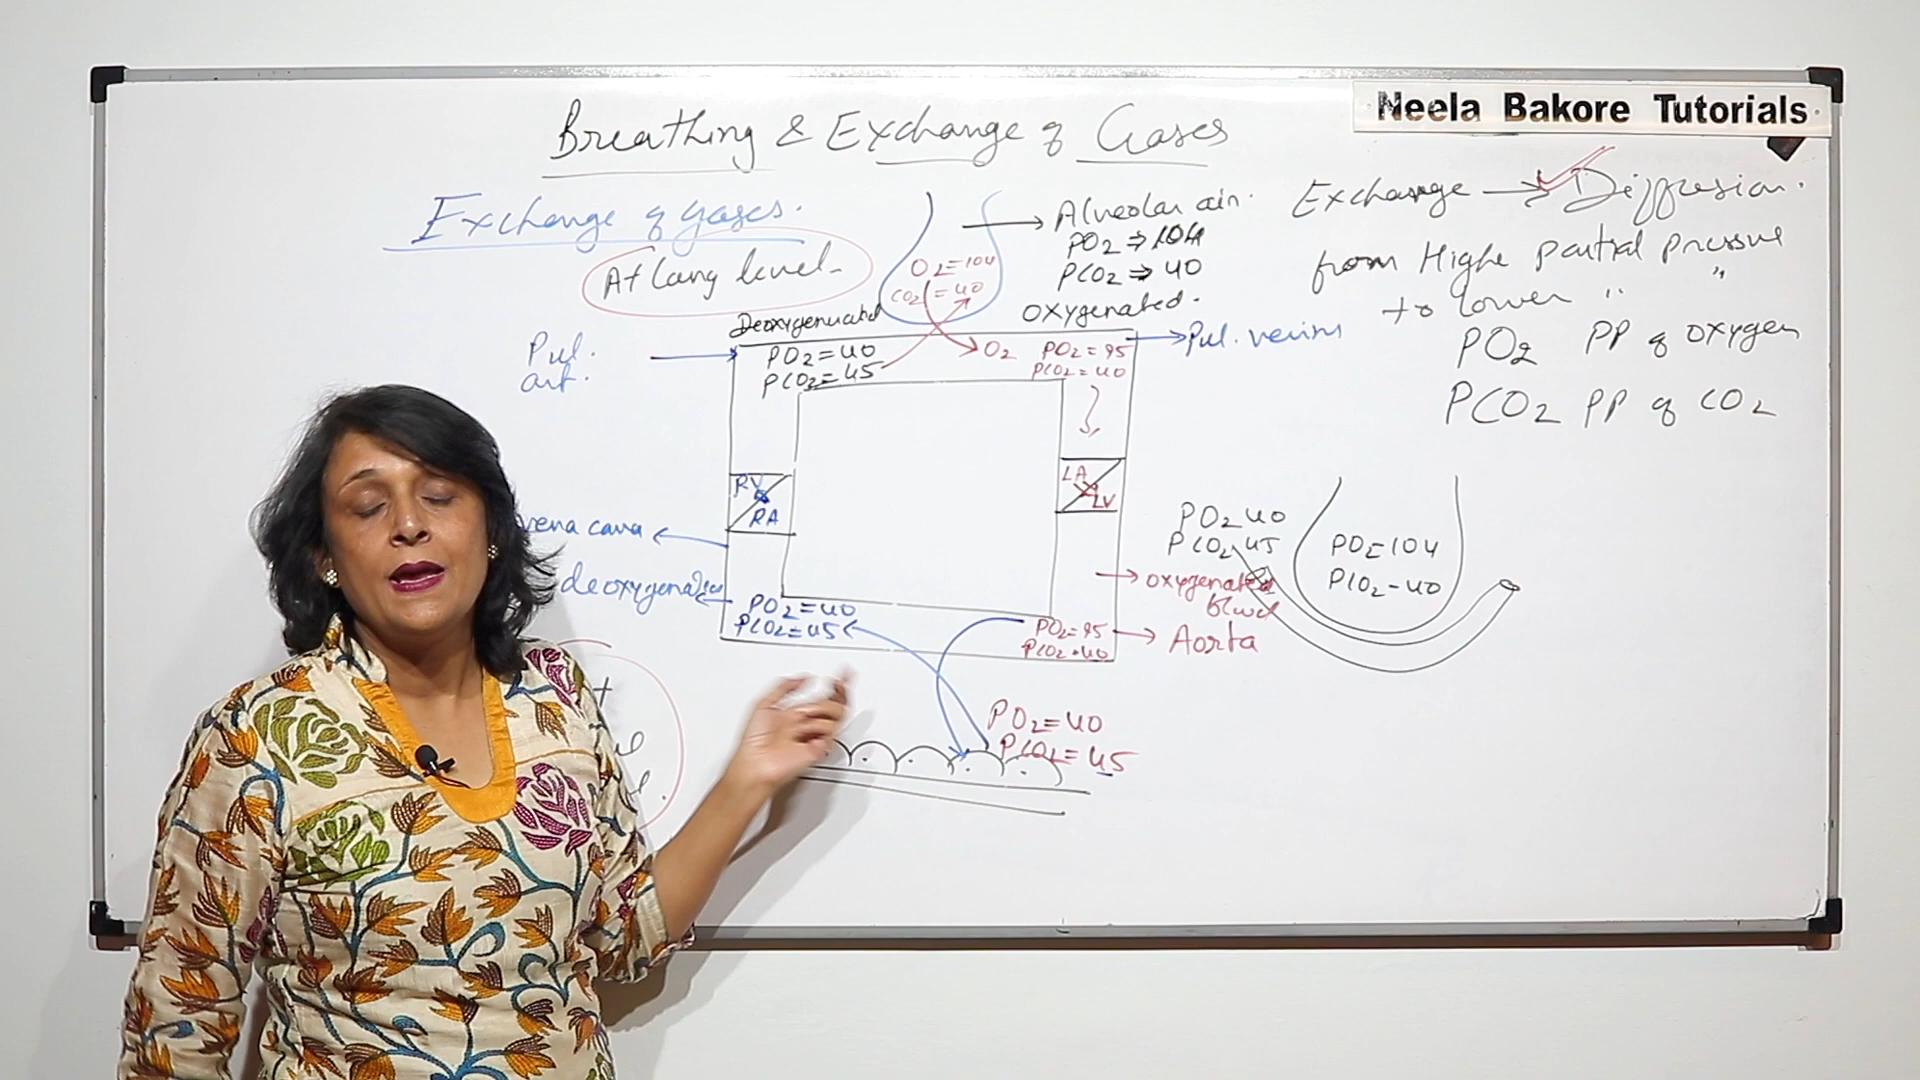 Neela Bakore Tutorials
Breathing & Exchange of Gases
Exchange of gases.
At lung level
Alveolar air.
PO2 ⇒ 104
PCO2 ⇒ 40
O2=104
CO2=40
Exchange → Diffusion.
from Highe partial pressure
to lower " "
PO2 PP of oxygen
PCO2 PP of CO2
Deoxygenated
Oxygenated.
Pul.
art.
PO2=40
PCO2=45
O2
PO2=95
PCO2=40
Pul. veins
RV
RA
LA
LV
vena cava
deoxygenated
PO2=40
PCO2=45
oxygenated
blood
PO2=95
PCO2=40
Aorta
PO2=40
PCO2=45
PO2 40
PCO2 45
PO2=104
PCO2-40